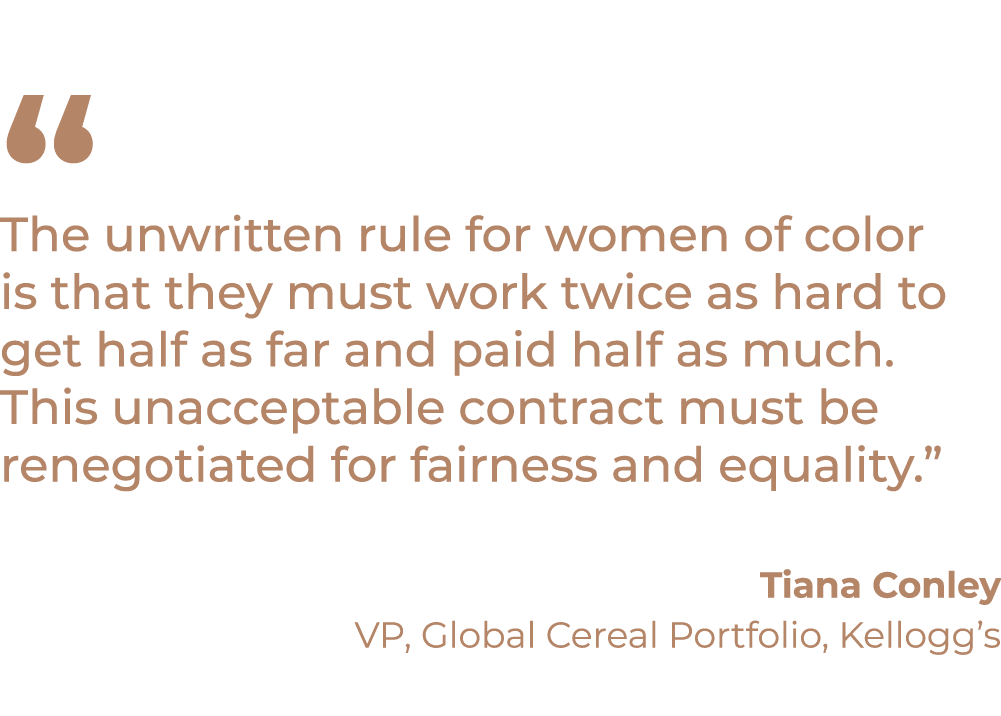 “
The unwritten rule for women of color
is that they must work twice as hard to
get half as far and paid half as much.
This unacceptable contract must be
renegotiated for fairness and equality.”
Tiana Conley
VP, Global Cereal Portfolio, Kellogg’s